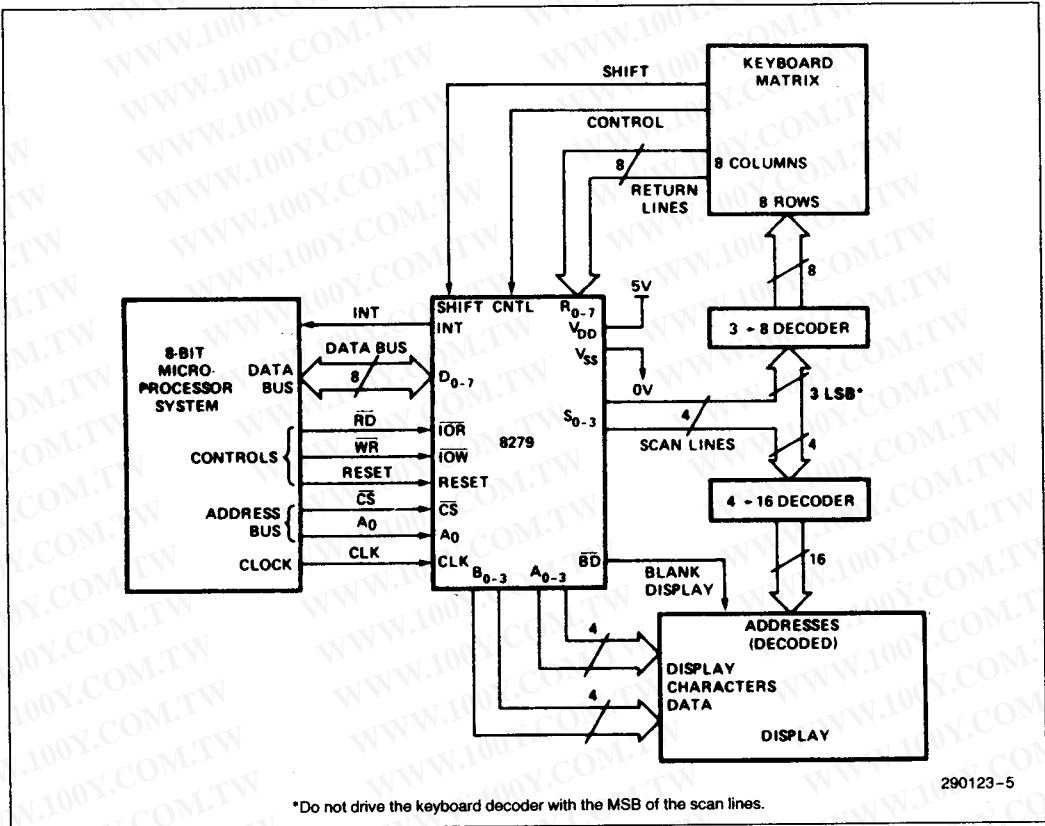 KEYBOARD
MATRIX
SHIFT
CONTROL
8
8 COLUMNS
RETURN
LINES
8 ROWS
8
3 → 8 DECODER
3 LSB*
4
SCAN LINES
4
4 → 16 DECODER
16
8-BIT
MICRO-
PROCESSOR
SYSTEM
DATA
BUS
CONTROLS
ADDRESS
BUS
CLOCK
INT
DATA BUS
8
RD
WR
RESET
CS
A0
CLK
SHIFT CNTL R0-7
INT
VDD
VSS
5V
0V
D0-7
S0-3
IOR
8279
IOW
RESET
CS
A0
CLK
BD
B0-3 A0-3
BLANK
DISPLAY
4
4
ADDRESSES
(DECODED)
DISPLAY
CHARACTERS
DATA
DISPLAY
290123-5
*Do not drive the keyboard decoder with the MSB of the scan lines.
WWW.100Y.COM.TW